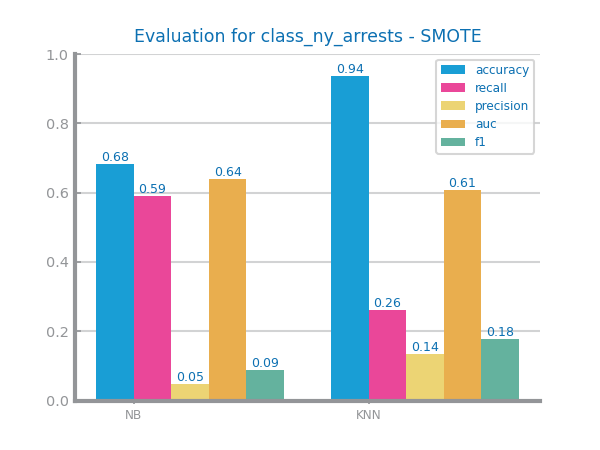 Evaluation for class_ny_arrests - SMOTE
1.0
0.8
0.6
0.4
0.2
0.0
0.68
0.59
0.05
0.64
0.09
0.94
0.26
0.14
0.61
0.18
accuracy
recall
precision
auc
f1
NB
KNN